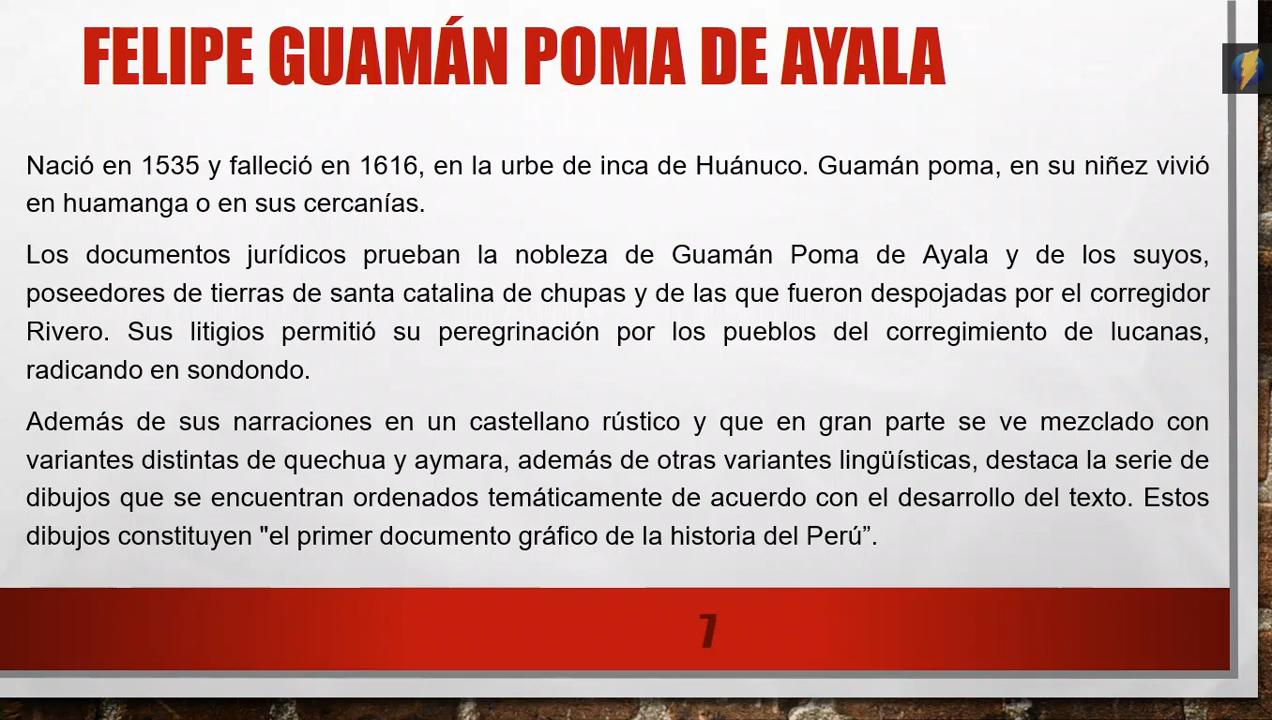 FELIPE GUAMÁN POMA DE AYALA
Nació en 1535 y falleció en 1616, en la urbe de inca de Huánuco. Guamán poma, en su niñez vivió
en huamanga o en sus cercanías.
Los documentos jurídicos prueban la nobleza de Guamán Poma de Ayala y de los suyos,
poseedores de tierras de santa catalina de chupas y de las que fueron despojadas por el corregidor
Rivero. Sus litigios permitió su peregrinación por los pueblos del corregimiento de lucanas,
radicando en sondondo.
Además de sus narraciones en un castellano rústico y que en gran parte se ve mezclado con
variantes distintas de quechua y aymara, además de otras variantes lingüísticas, destaca la serie de
dibujos que se encuentran ordenados temáticamente de acuerdo con el desarrollo del texto. Estos
dibujos constituyen "el primer documento gráfico de la historia del Perú”.
7